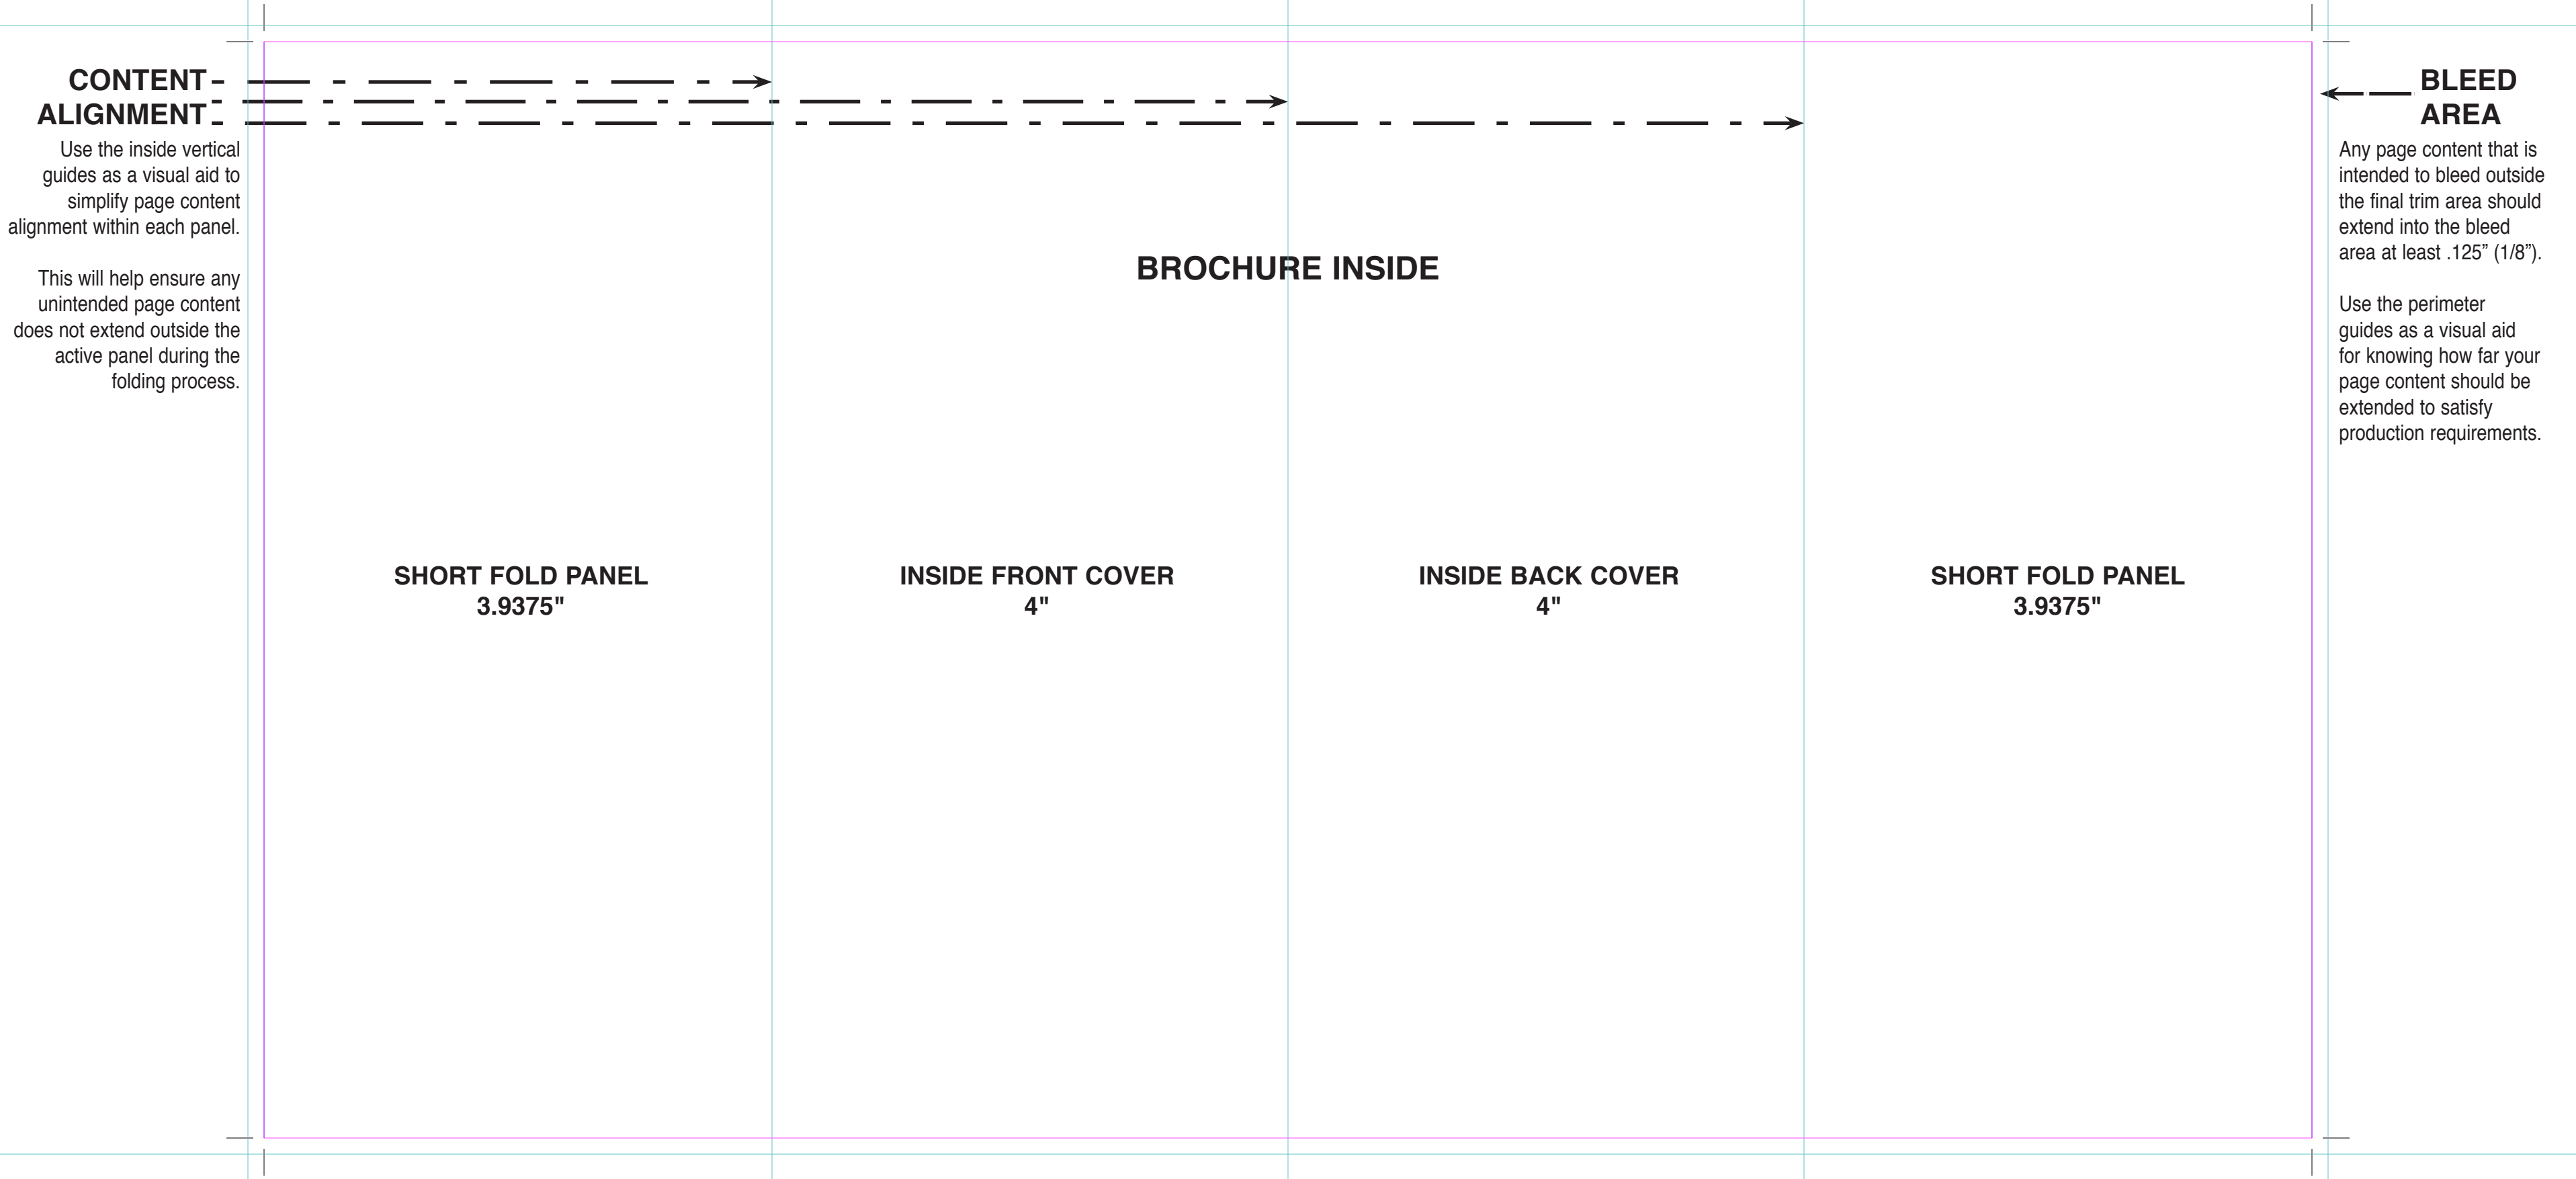 CONTENT
ALIGNMENT
Use the inside vertical
guides as a visual aid to
simplify page content
alignment within each panel.
This will help ensure any
unintended page content
does not extend outside the
active panel during the
folding process.
BROCHURE INSIDE
SHORT FOLD PANEL
3.9375"
INSIDE FRONT COVER
4"
INSIDE BACK COVER
4"
SHORT FOLD PANEL
3.9375"
BLEED
AREA
Any page content that is
intended to bleed outside
the final trim area should
extend into the bleed
area at least .125” (1/8”).
Use the perimeter
guides as a visual aid
for knowing how far your
page content should be
extended to satisfy
production requirements.